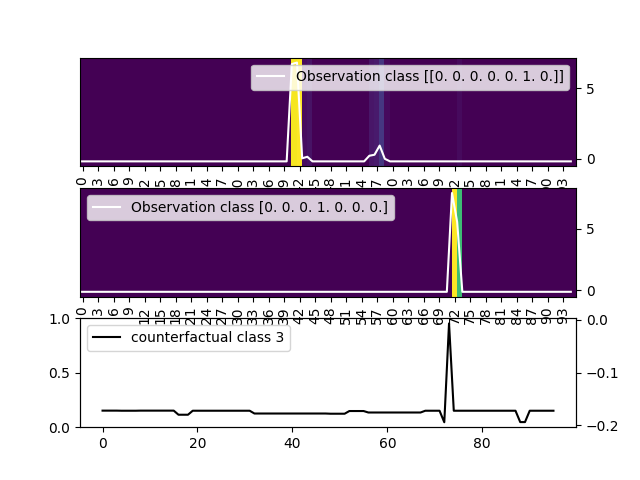 Observation class [[0. 0. 0. 0. 0. 1. 0.]]
5
0
0 3 6 9 12 15 18 21 24 27 30 33 36 39 42 45 48 51 54 57 60 63 66 69 72 75 78 81 84 87 90 93
Observation class [0. 0. 0. 1. 0. 0. 0.]
5
0
0 3 6 9 12 15 18 21 24 27 30 33 36 39 42 45 48 51 54 57 60 63 66 69 72 75 78 81 84 87 90 93
counterfactual class 3
1.0
0.5
0.0
0.0
−0.1
−0.2
0 20 40 60 80